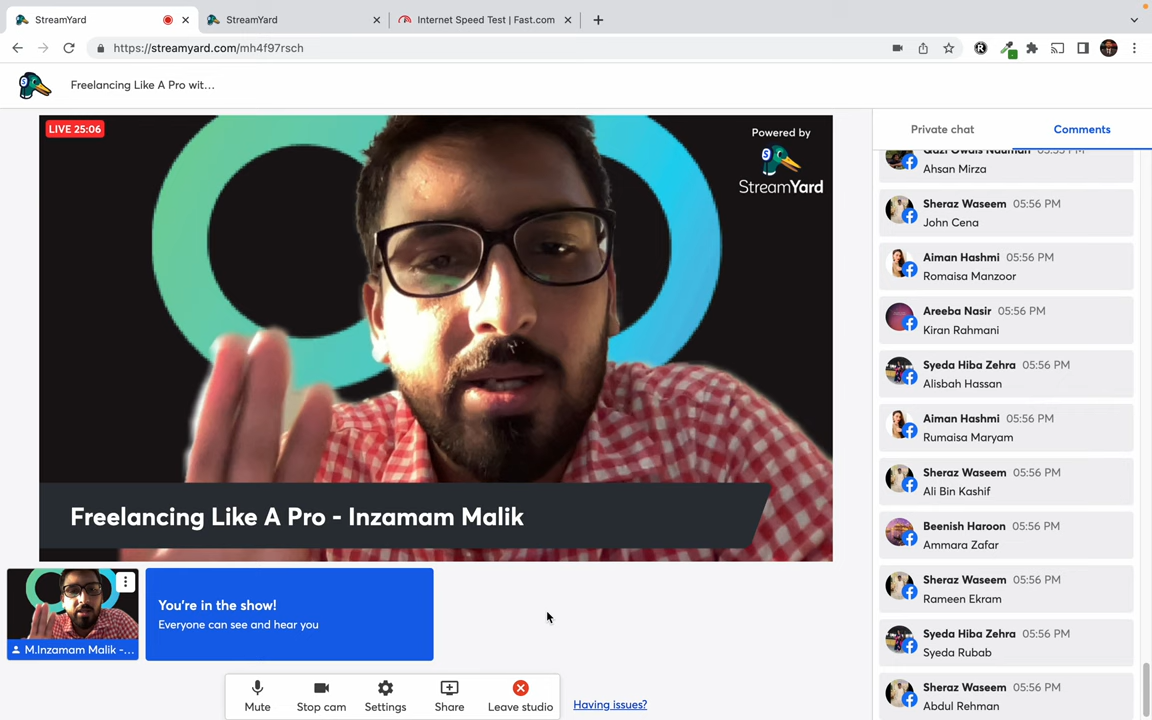 StreamYard
StreamYard
Internet Speed Test | Fast.com
https://streamyard.com/mh4f97rsch
Freelancing Like A Pro wit...
LIVE 25:06
Powered by
StreamYard
Freelancing Like A Pro - Inzamam Malik
M.Inzamam Malik -...
You're in the show!
Everyone can see and hear you
Mute
Stop cam
Settings
Share
Leave studio
Having issues?
Private chat
Comments
Ahsan Mirza
Sheraz Waseem 05:56 PM
John Cena
Aiman Hashmi 05:56 PM
Romaisa Manzoor
Areeba Nasir 05:56 PM
Kiran Rahmani
Syeda Hiba Zehra 05:56 PM
Alisbah Hassan
Aiman Hashmi 05:56 PM
Rumaisa Maryam
Sheraz Waseem 05:56 PM
Ali Bin Kashif
Beenish Haroon 05:56 PM
Ammara Zafar
Sheraz Waseem 05:56 PM
Rameen Ekram
Syeda Hiba Zehra 05:56 PM
Syeda Rubab
Sheraz Waseem 05:56 PM
Abdul Rehman